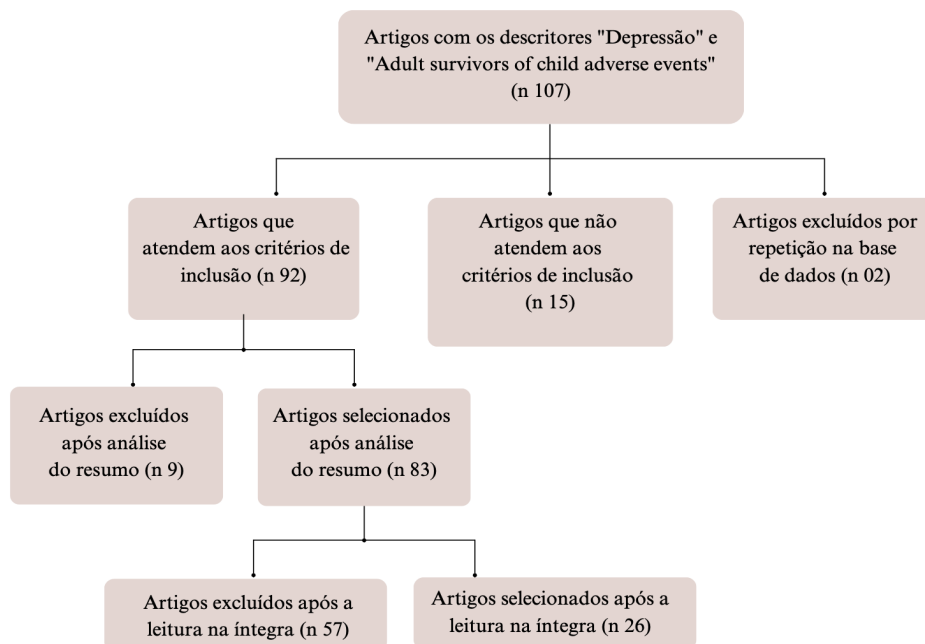 Artigos com os descritores "Depressão" e
"Adult survivors of child adverse events"
(n 107)
Artigos que
atendem aos critérios de
inclusão (n 92)
Artigos que não
atendem aos
critérios de inclusão
(n 15)
Artigos excluídos por
repetição na base
de dados (n 02)
Artigos excluídos
após análise
do resumo (n 9)
Artigos selecionados
após análise
do resumo (n 83)
Artigos excluídos após a
leitura na íntegra (n 57)
Artigos selecionados após a
leitura na íntegra (n 26)